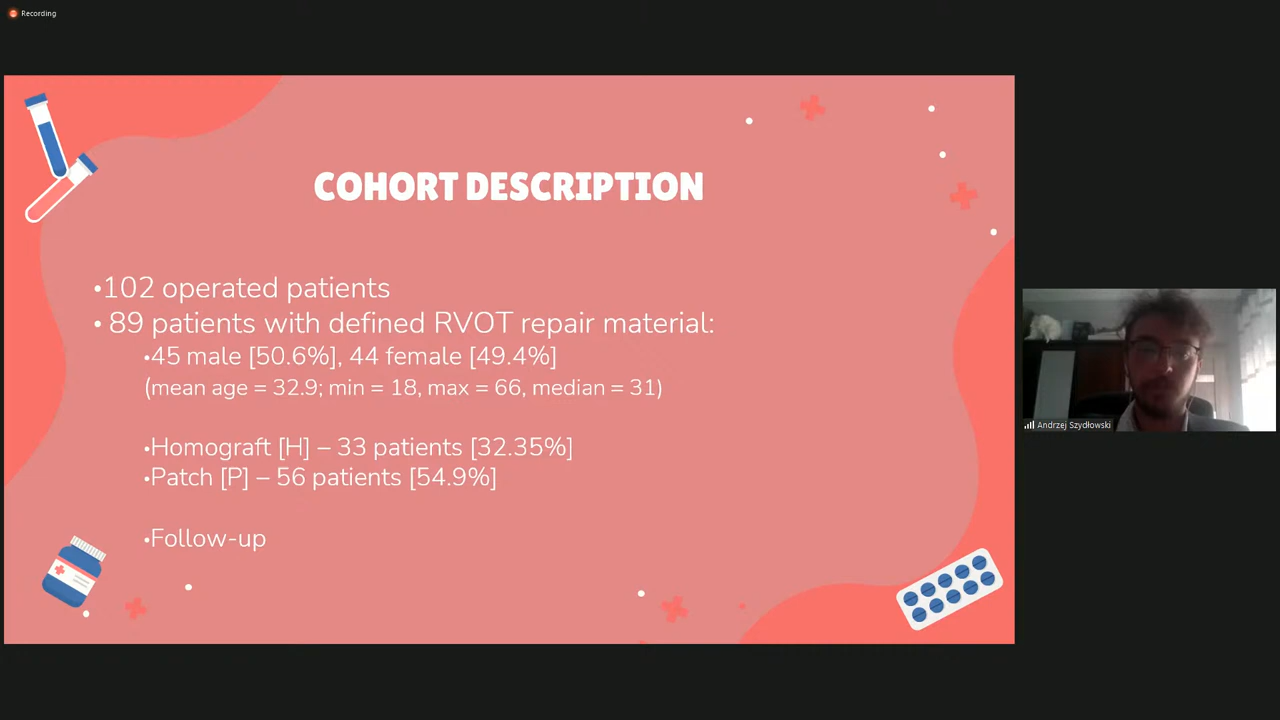 Recording
COHORT DESCRIPTION
•102 operated patients
• 89 patients with defined RVOT repair material:
•45 male [50.6%], 44 female [49.4%]
(mean age = 32.9; min = 18, max = 66, median = 31)
•Homograft [H] – 33 patients [32.35%]
•Patch [P] – 56 patients [54.9%]
•Follow-up
Andrzej Szydłowski